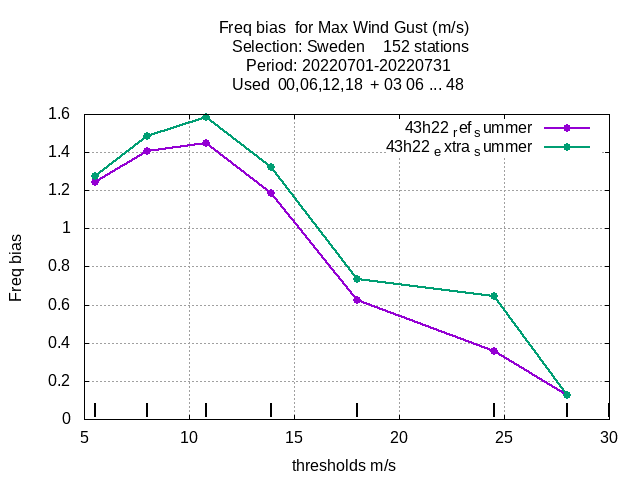 Freq bias  for Max Wind Gust (m/s)
Selection: Sweden    152 stations
Period: 20220701-20220731
Used  00,06,12,18  + 03 06 ... 48
43h22 ref summer
43h22 extra summer
Freq bias
1.6
1.4
1.2
1
0.8
0.6
0.4
0.2
0
5 10 15 20 25 30
thresholds m/s